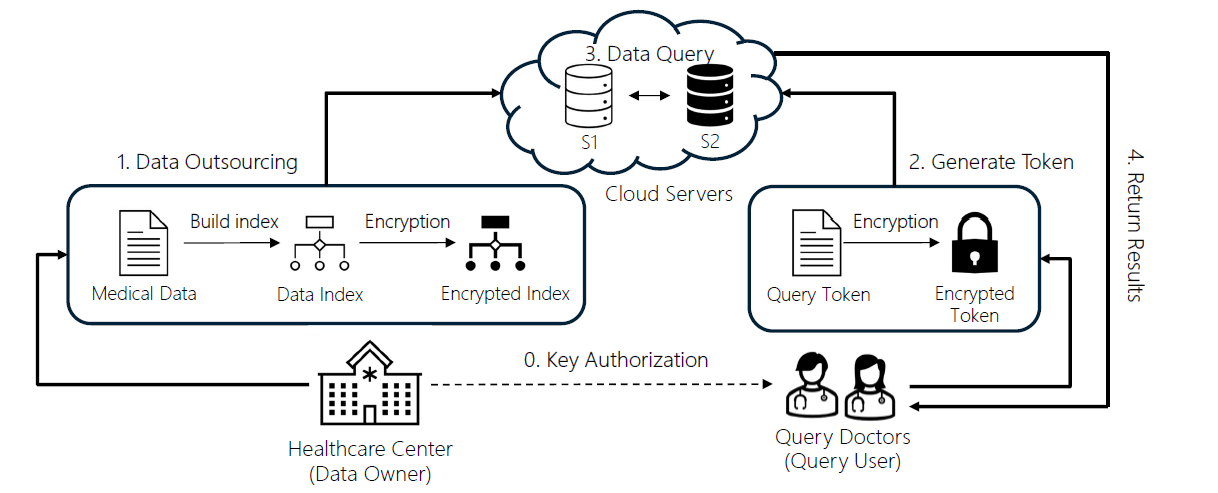 3. Data Query
S1
S2
Cloud Servers
1. Data Outsourcing
2. Generate Token
4. Return Results
Build index
Encryption
Medical Data
Data Index
Encrypted Index
Encryption
Query Token
Encrypted
Token
0. Key Authorization
Healthcare Center
(Data Owner)
Query Doctors
(Query User)